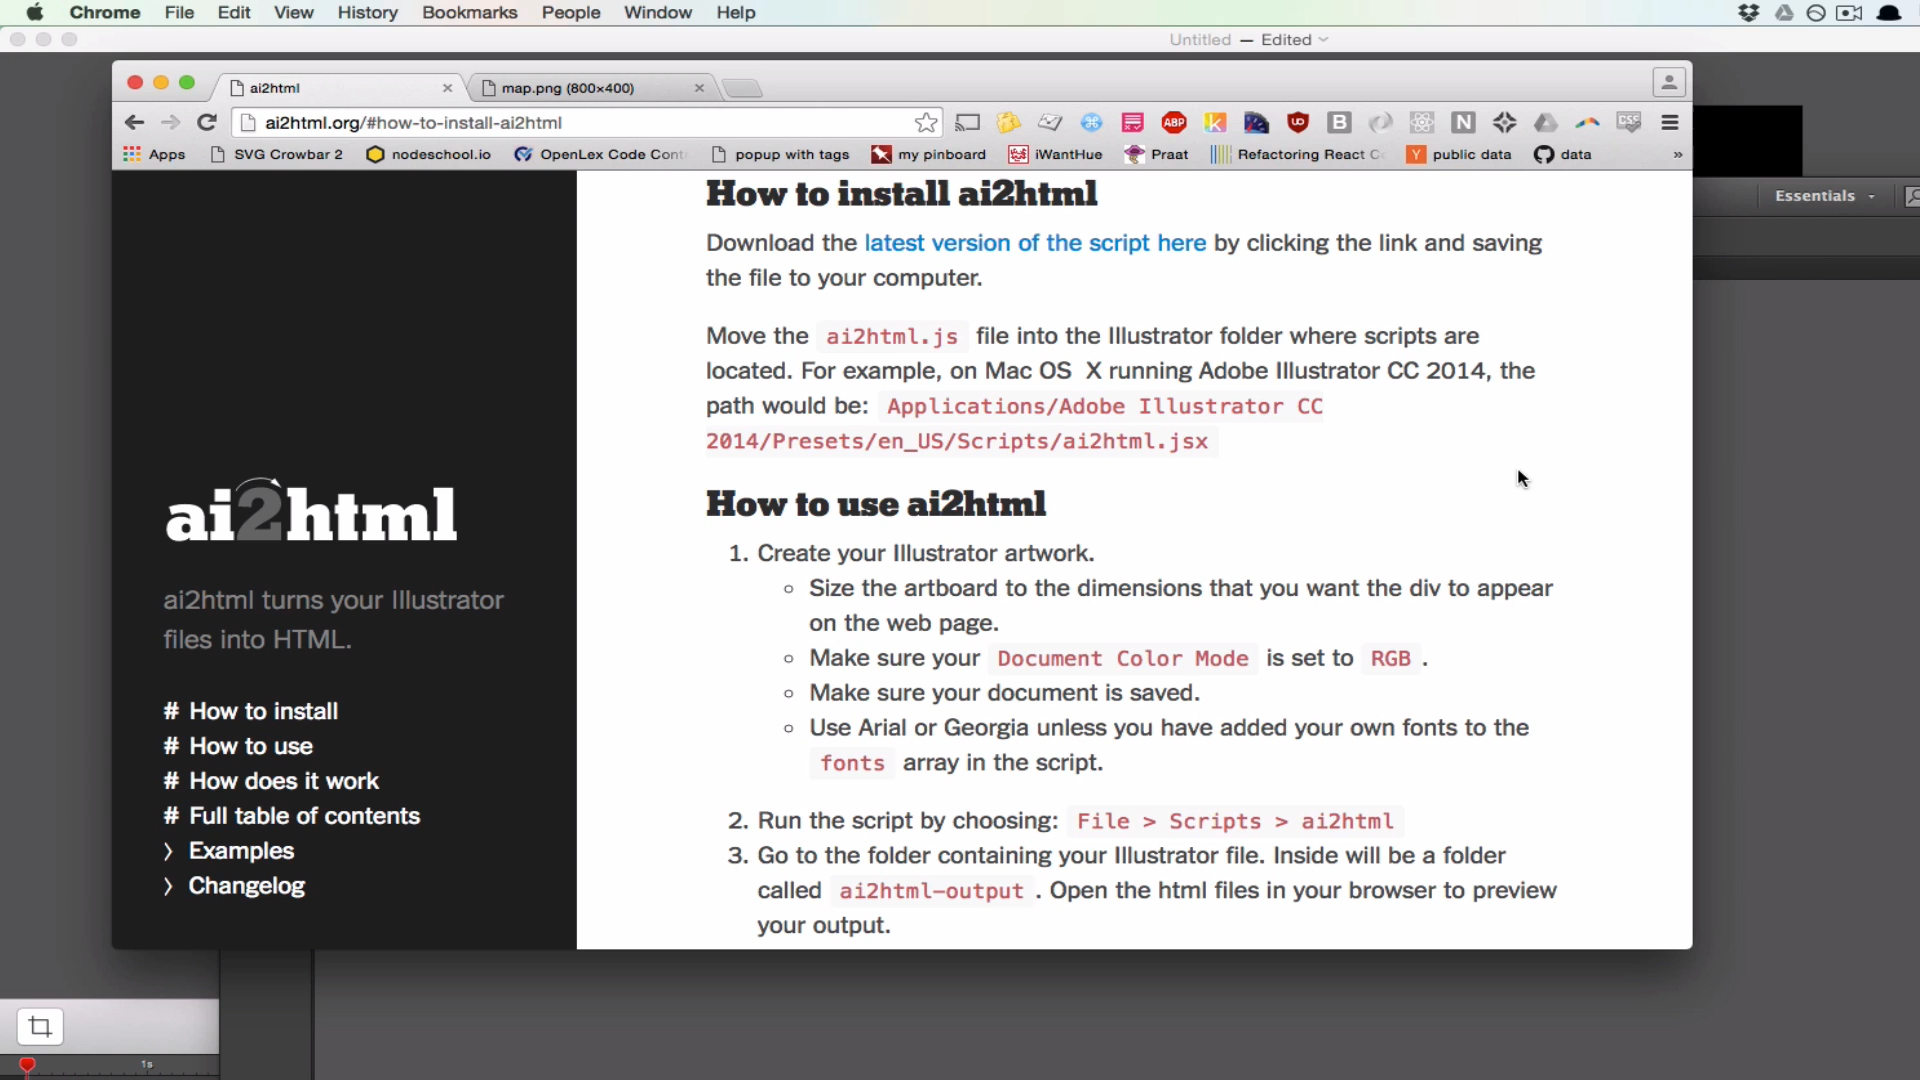 Chrome File Edit View History Bookmarks People Window Help
Untitled — Edited
ai2html
map.png (800×400)
ai2html.org/#how-to-install-ai2html
ABP
B
N
CSS
Apps
SVG Crowbar 2
nodeschool.io
OpenLex Code Cont
popup with tags
my pinboard
iWantHue
Praat
Refactoring React C
Y
public data
data
»
Essentials
How to install ai2html
Download the latest version of the script here by clicking the link and saving
the file to your computer.
Move the ai2html.js file into the Illustrator folder where scripts are
located. For example, on Mac OS X running Adobe Illustrator CC 2014, the
path would be: Applications/Adobe Illustrator CC
2014/Presets/en_US/Scripts/ai2html.jsx
How to use ai2html
1. Create your Illustrator artwork.
Size the artboard to the dimensions that you want the div to appear
on the web page.
Make sure your Document Color Mode is set to RGB .
Make sure your document is saved.
Use Arial or Georgia unless you have added your own fonts to the
fonts array in the script.
2. Run the script by choosing: File > Scripts > ai2html
3. Go to the folder containing your Illustrator file. Inside will be a folder
called ai2html-output . Open the html files in your browser to preview
your output.
ai2html
ai2html turns your Illustrator
files into HTML.
# How to install
# How to use
# How does it work
# Full table of contents
〉 Examples
〉 Changelog
1s